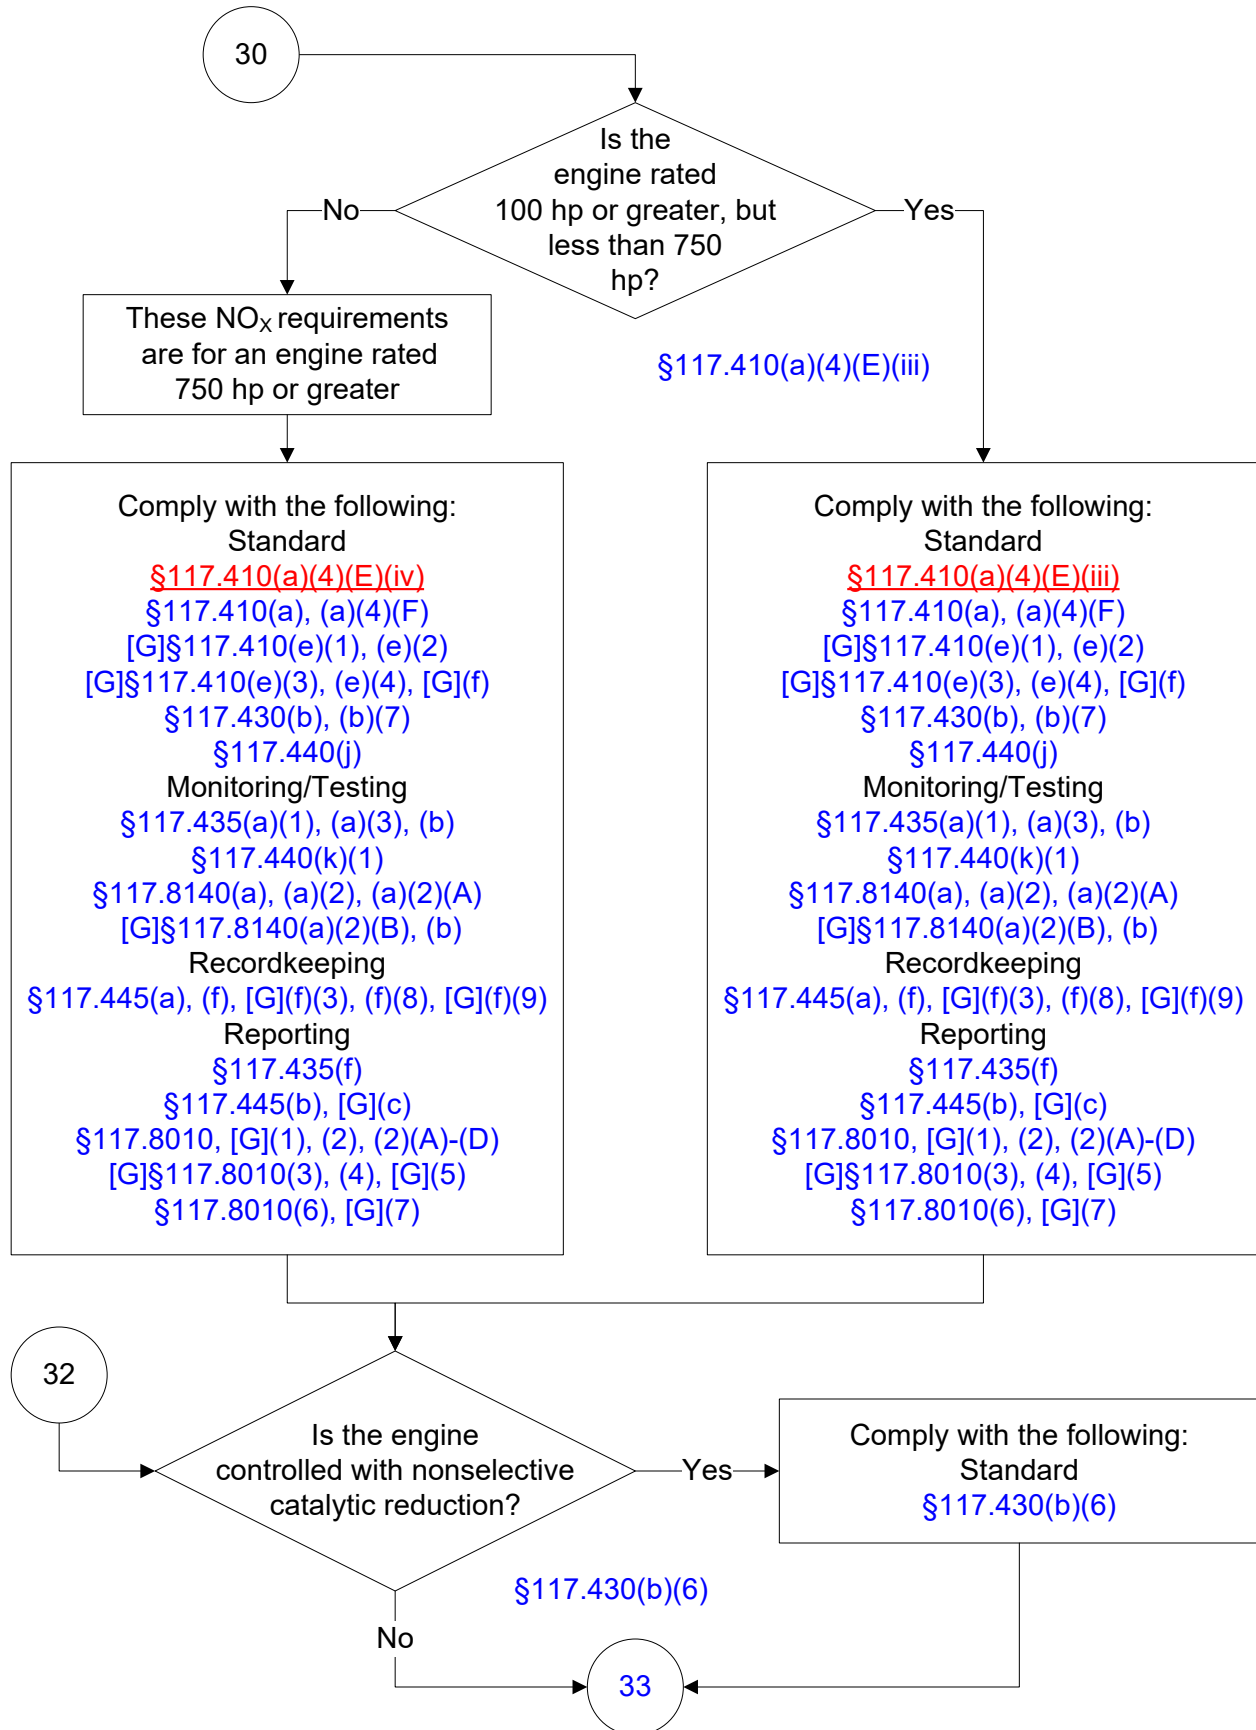 30
Is the
engine rated
100 hp or greater, but
less than 750
hp?
No
Yes
These NOX requirements
are for an engine rated
750 hp or greater
§117.410(a)(4)(E)(iii)
Comply with the following:
Standard
§117.410(a)(4)(E)(iv)
§117.410(a), (a)(4)(F)
[G]§117.410(e)(1), (e)(2)
[G]§117.410(e)(3), (e)(4), [G](f)
§117.430(b), (b)(7)
§117.440(j)
Monitoring/Testing
§117.435(a)(1), (a)(3), (b)
§117.440(k)(1)
§117.8140(a), (a)(2), (a)(2)(A)
[G]§117.8140(a)(2)(B), (b)
Recordkeeping
§117.445(a), (f), [G](f)(3), (f)(8), [G](f)(9)
Reporting
§117.435(f)
§117.445(b), [G](c)
§117.8010, [G](1), (2), (2)(A)-(D)
[G]§117.8010(3), (4), [G](5)
§117.8010(6), [G](7)
Comply with the following:
Standard
§117.410(a)(4)(E)(iii)
§117.410(a), (a)(4)(F)
[G]§117.410(e)(1), (e)(2)
[G]§117.410(e)(3), (e)(4), [G](f)
§117.430(b), (b)(7)
§117.440(j)
Monitoring/Testing
§117.435(a)(1), (a)(3), (b)
§117.440(k)(1)
§117.8140(a), (a)(2), (a)(2)(A)
[G]§117.8140(a)(2)(B), (b)
Recordkeeping
§117.445(a), (f), [G](f)(3), (f)(8), [G](f)(9)
Reporting
§117.435(f)
§117.445(b), [G](c)
§117.8010, [G](1), (2), (2)(A)-(D)
[G]§117.8010(3), (4), [G](5)
§117.8010(6), [G](7)
32
Is the engine
controlled with nonselective
catalytic reduction?
Yes
Comply with the following:
Standard
§117.430(b)(6)
§117.430(b)(6)
No
33